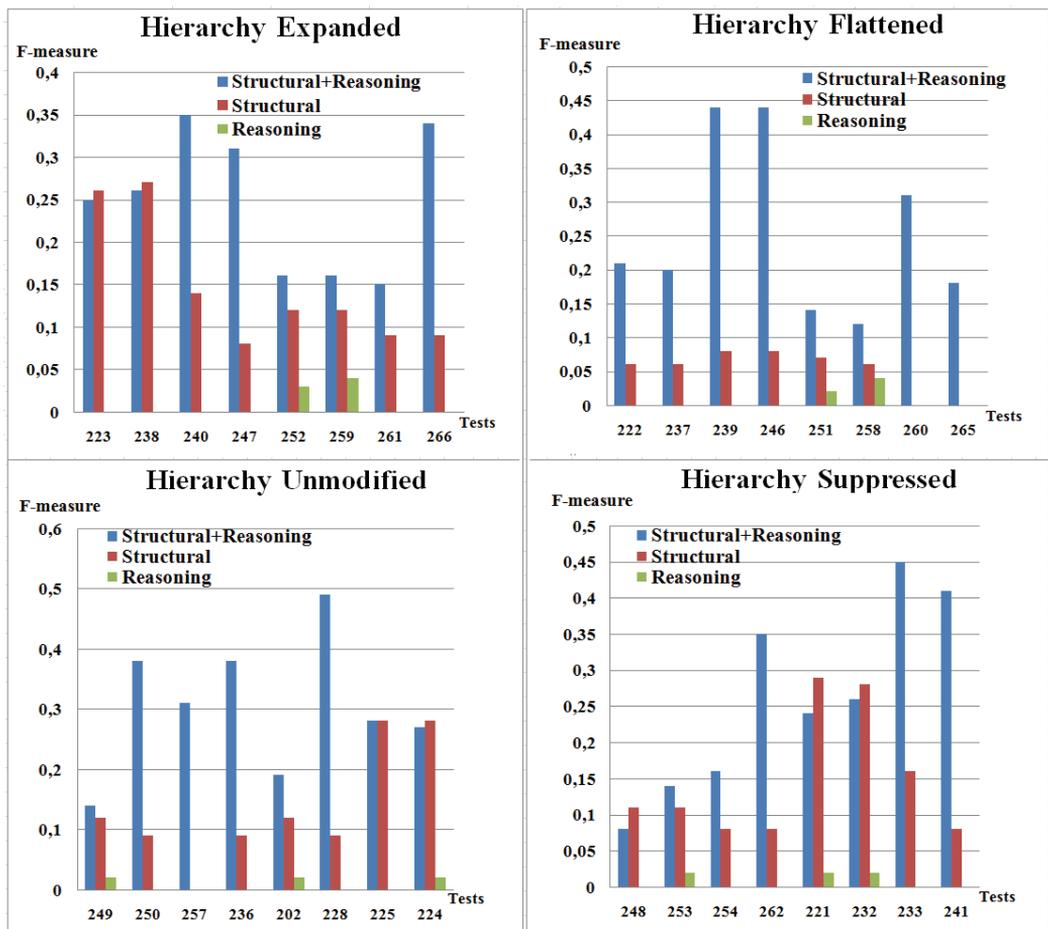 Hierarchy Expanded
F-measure
0,4
Structural+Reasoning
0,35
Structural
Reasoning
0,3
0,25
0,2
0,15
0,1
0,05
0
Tests
223 238 240 247 252 259 261 266
Hierarchy Flattened
F-measure
0,5
Structural+Reasoning
0,45
Structural
0,4
Reasoning
0,35
0,3
0,25
0,2
0,15
0,1
0,05
0
Tests
222 237 239 246 251 258 260 265
Hierarchy Unmodified
F-measure
0,6
Structural+Reasoning
Structural
Reasoning
0,5
0,4
0,3
0,2
0,1
0
Tests
249 250 257 236 202 228 225 224
Hierarchy Suppressed
F-measure
0,5
Structural+Reasoning
0,45
Structural
Reasoning
0,4
0,35
0,3
0,25
0,2
0,15
0,1
0,05
0
Tests
248 253 254 262 221 232 233 241